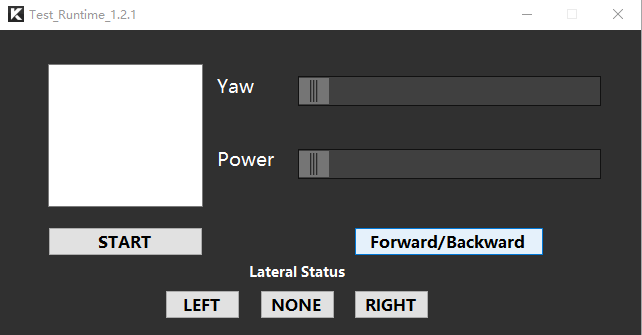 Test_Runtime_1.2.1
Yaw
Power
START
Forward/Backward
Lateral Status
LEFT
NONE
RIGHT